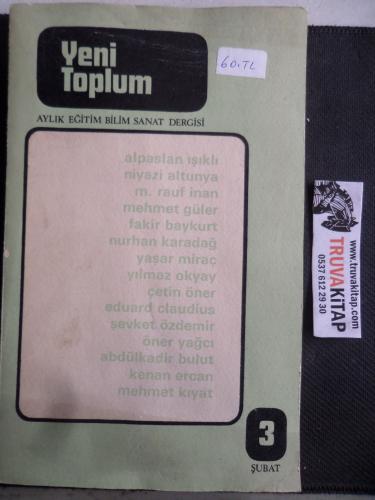 Yeni
Toplum
60.TL
AYLIK EĞİTİM BİLİM SANAT DERGİSİ
alpaslan ışıklı
niyazi altunya
m. rauf inan
mehmet güler
fakir baykurt
nurhan karadağ
yaşar miraç
yılmaz okyay
çetin öner
eduard claudius
şevket özdemir
öner yağcı
abdülkadir bulut
kenan ercan
mehmet kıyat
3
ŞUBAT
www.truvakitap.com
TRUVAKİTAP
0537 612 29 30